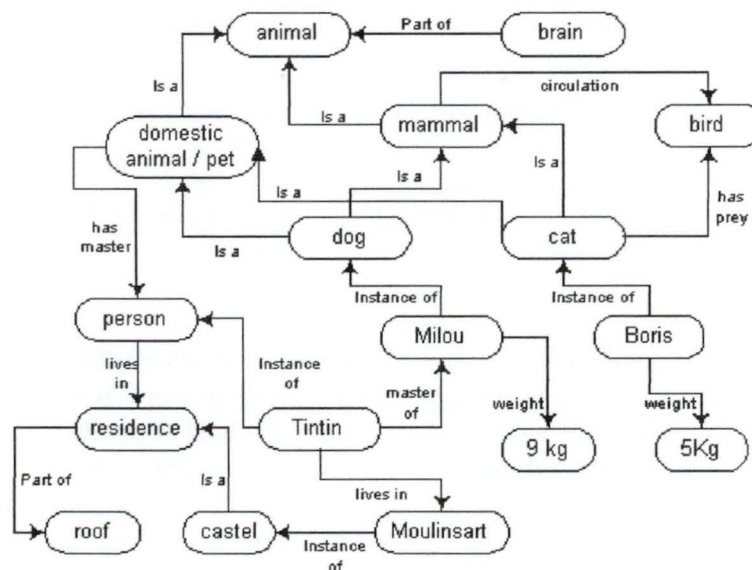 animal
Part of
brain
Is a
circulation
domestic
animal / pet
Is a
mammal
bird
Is a
Is a
Is a
has
prey
has
master
Is a
dog
cat
Instance of
Instance of
person
Milou
Boris
lives
in
Instance
of
master
of
weight
weight
residence
Tintin
9 kg
5Kg
Part of
Is a
lives in
roof
castel
Instance
of
Moulinsart